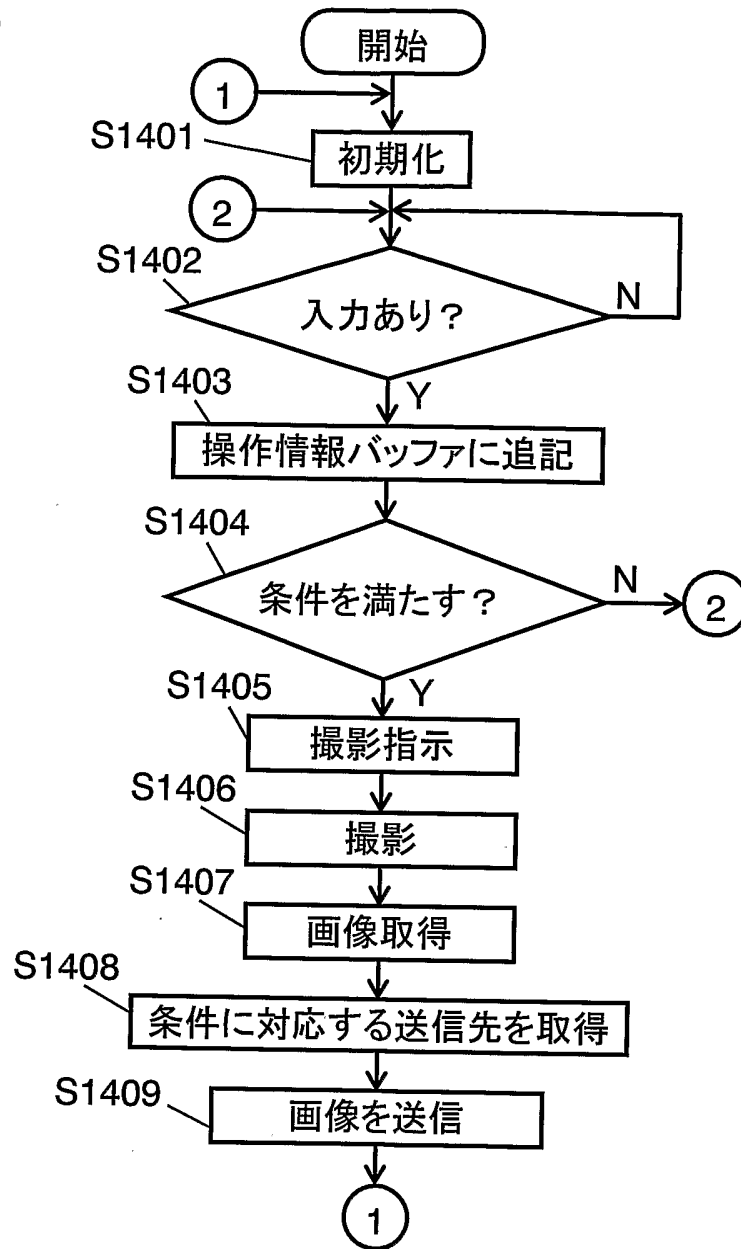 開始
1
S1401
初期化
2
S1402
入力あり？
N
Y
S1403
操作情報バッファに追記
S1404
条件を満たす？
N
2
Y
S1405
撮影指示
S1406
撮影
S1407
画像取得
S1408
条件に対応する送信先を取得
S1409
画像を送信
1